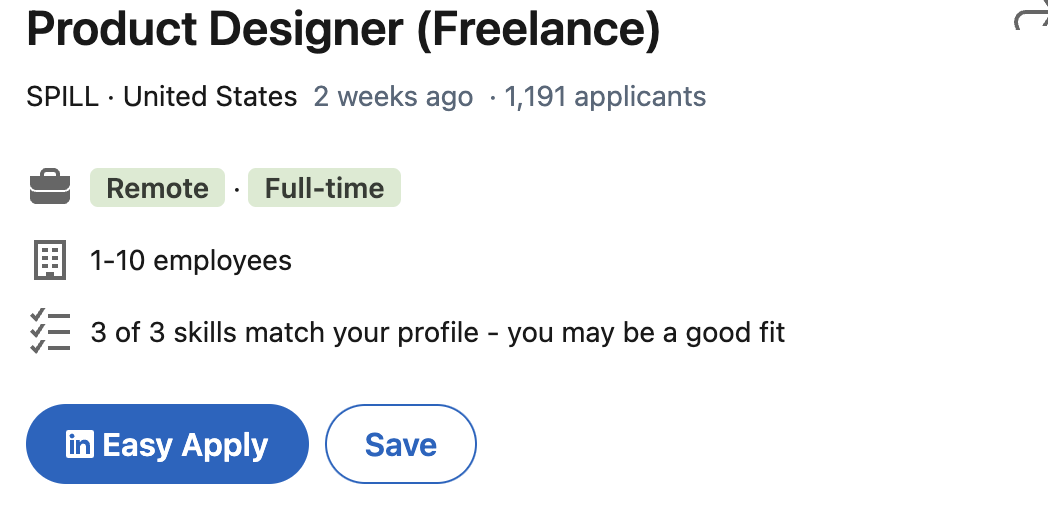 Product Designer (Freelance)
SPILL · United States 2 weeks ago · 1,191 applicants
Remote · Full-time
1-10 employees
3 of 3 skills match your profile - you may be a good fit
in Easy Apply
Save